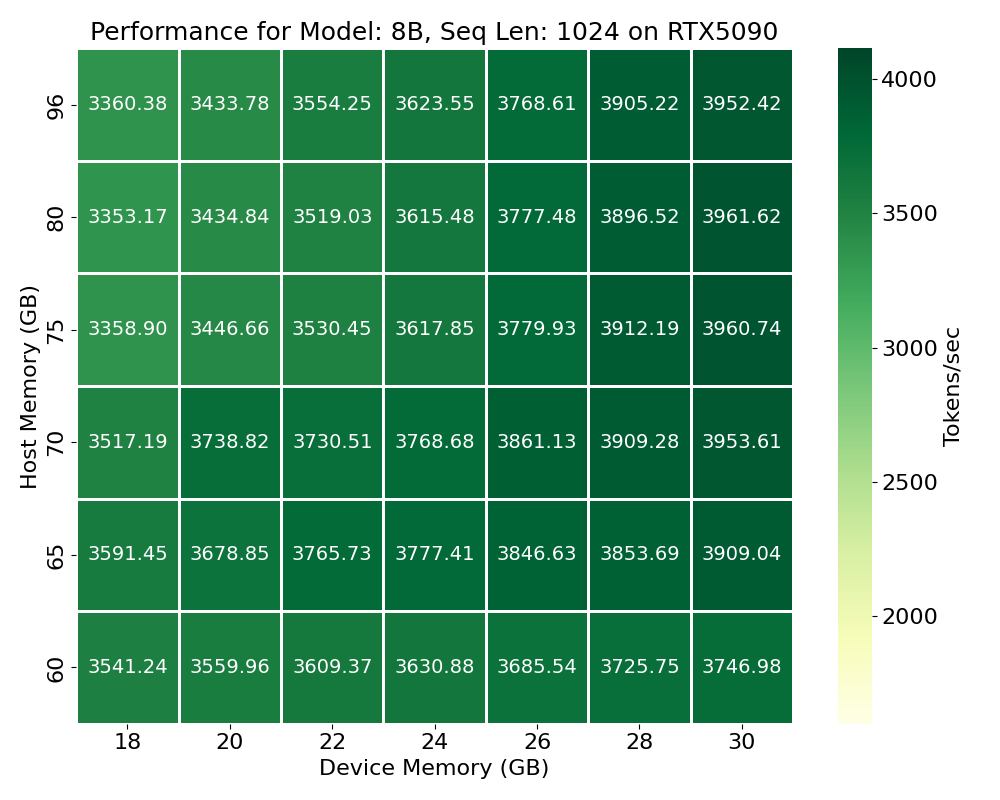 Performance for Model: 8B, Seq Len: 1024 on RTX5090
Host Memory (GB)
96 3360.38 3433.78 3554.25 3623.55 3768.61 3905.22 3952.42
80 3353.17 3434.84 3519.03 3615.48 3777.48 3896.52 3961.62
75 3358.90 3446.66 3530.45 3617.85 3779.93 3912.19 3960.74
70 3517.19 3738.82 3730.51 3768.68 3861.13 3909.28 3953.61
65 3591.45 3678.85 3765.73 3777.41 3846.63 3853.69 3909.04
60 3541.24 3559.96 3609.37 3630.88 3685.54 3725.75 3746.98
18 20 22 24 26 28 30
Device Memory (GB)
4000
3500
3000
2500
2000
Tokens/sec